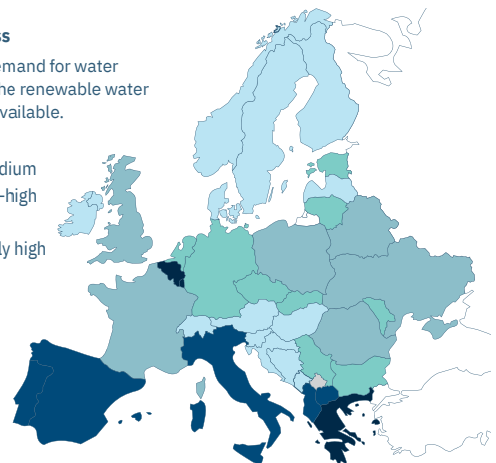 s
emand for water
he renewable water
vailable.
dium
-high
ly high